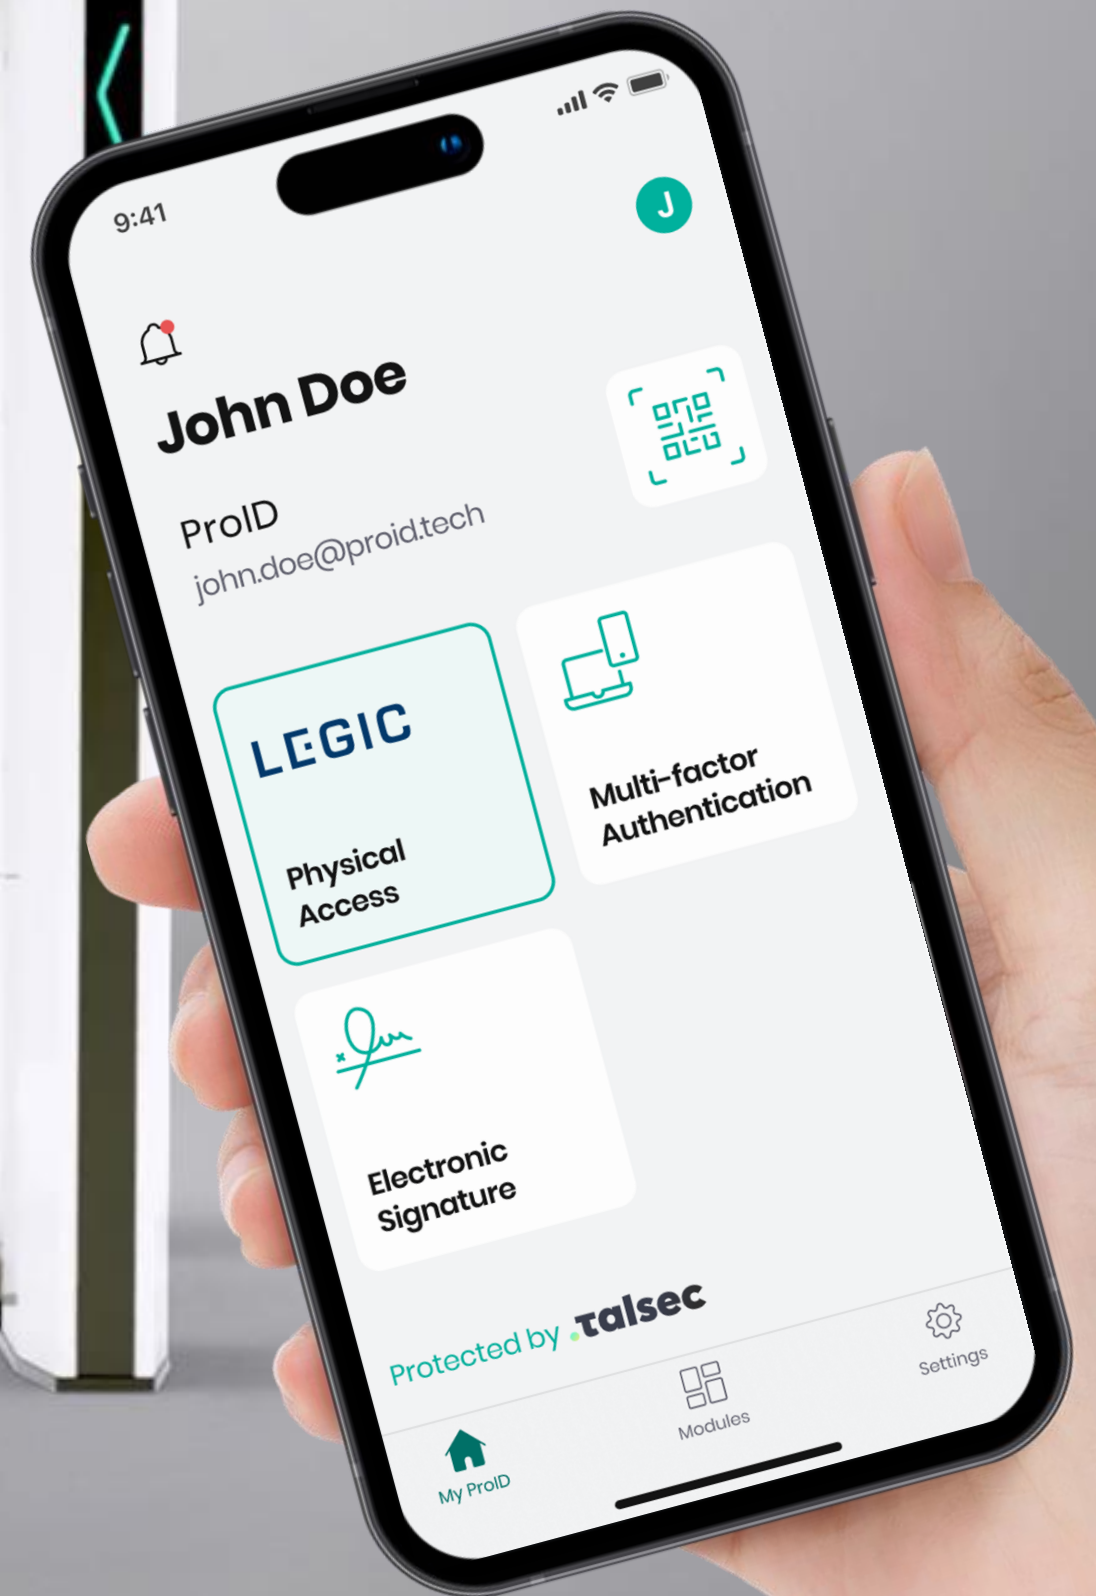 9:41
J
John Doe
ProID
john.doe@proid.tech
LEGIC
Physical
Access
Multi-factor
Authentication
Electronic
Signature
Protected by .talsec
My ProID
Modules
Settings